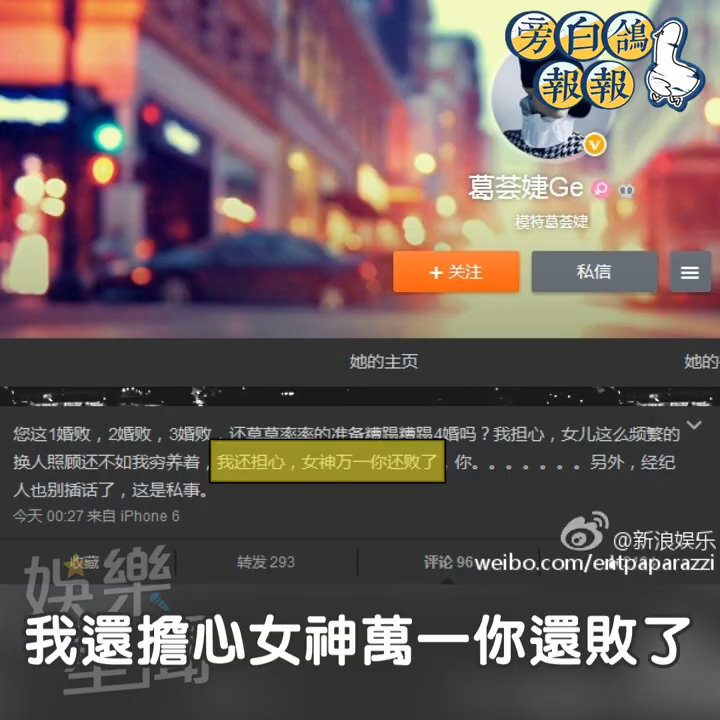 旁白鴿
報報
葛荟婕Ge
模特葛荟婕
+关注
私信
她的主页
她的
您这1婚败，2婚败，3婚败，还草草率率的准备糟蹋糟蹋4婚吗？我担心，女儿这么频繁的
换人照顾还不如我穷养着，我还担心，女神万一你还败了，你。。。。。。。另外，经纪
人也别插话了，这是私事。
今天 00:27 来自 iPhone 6
@新浪娱乐
weibo.com/entpaparazzi
收藏
转发 293
评论 96
娛樂
星聞
我還擔心女神萬一你還敗了